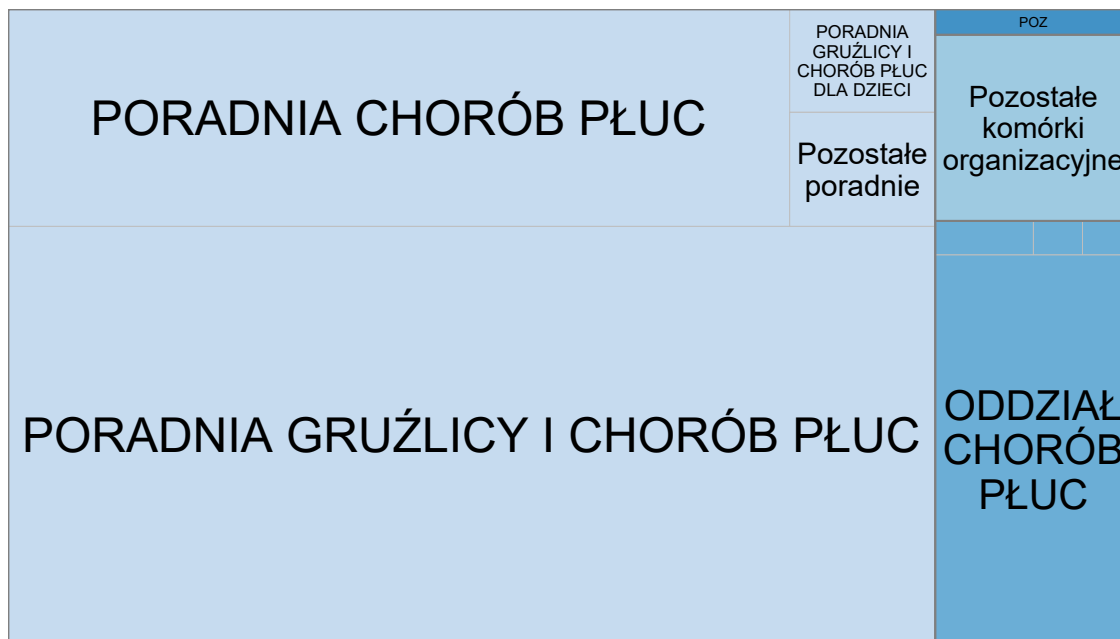 PORADNIA CHORÓB PŁUC
PORADNIA
GRUŹLICY I
CHORÓB PŁUC
DLA DZIECI
Pozostałe
poradnie
POZ
Pozostałe
komórki
organizacyjne
PORADNIA GRUŹLICY I CHORÓB PŁUC
ODDZIAŁ
CHORÓB
PŁUC